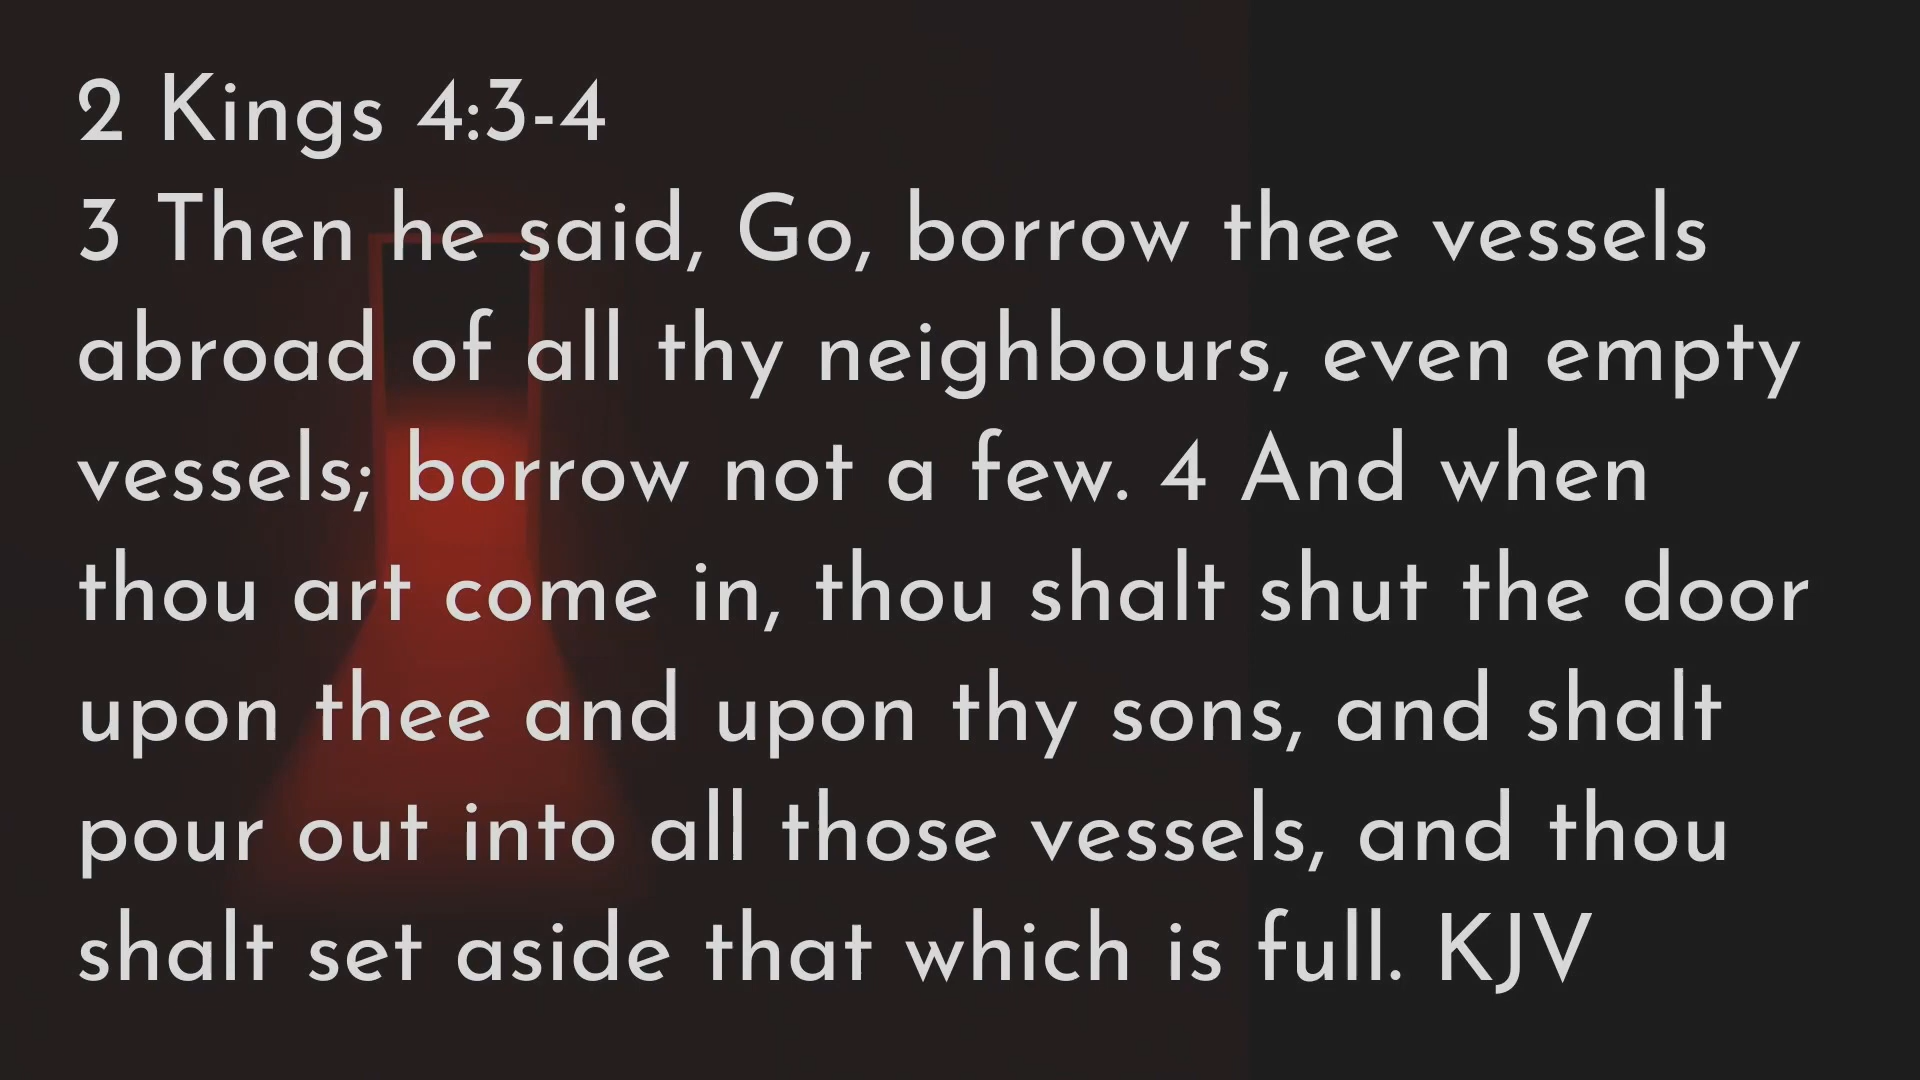 2 Kings 4:3-4
3 Then he said, Go, borrow thee vessels
abroad of all thy neighbours, even empty
vessels; borrow not a few. 4 And when
thou art come in, thou shalt shut the door
upon thee and upon thy sons, and shalt
pour out into all those vessels, and thou
shalt set aside that which is full. KJV